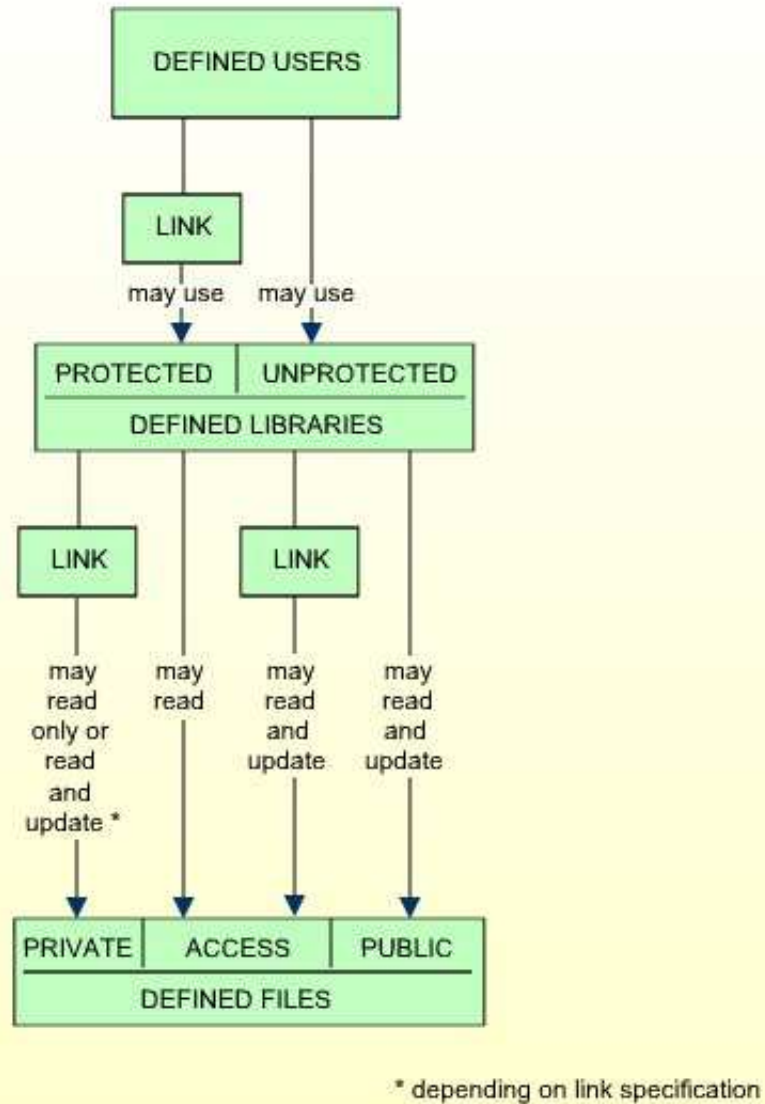 DEFINED USERS
LINK
may use may use
PROTECTED UNPROTECTED
DEFINED LIBRARIES
LINK
LINK
may
read
only or
read
and
update *
may
read
may
read
and
update
may
read
and
update
PRIVATE ACCESS PUBLIC
DEFINED FILES
* depending on link specification